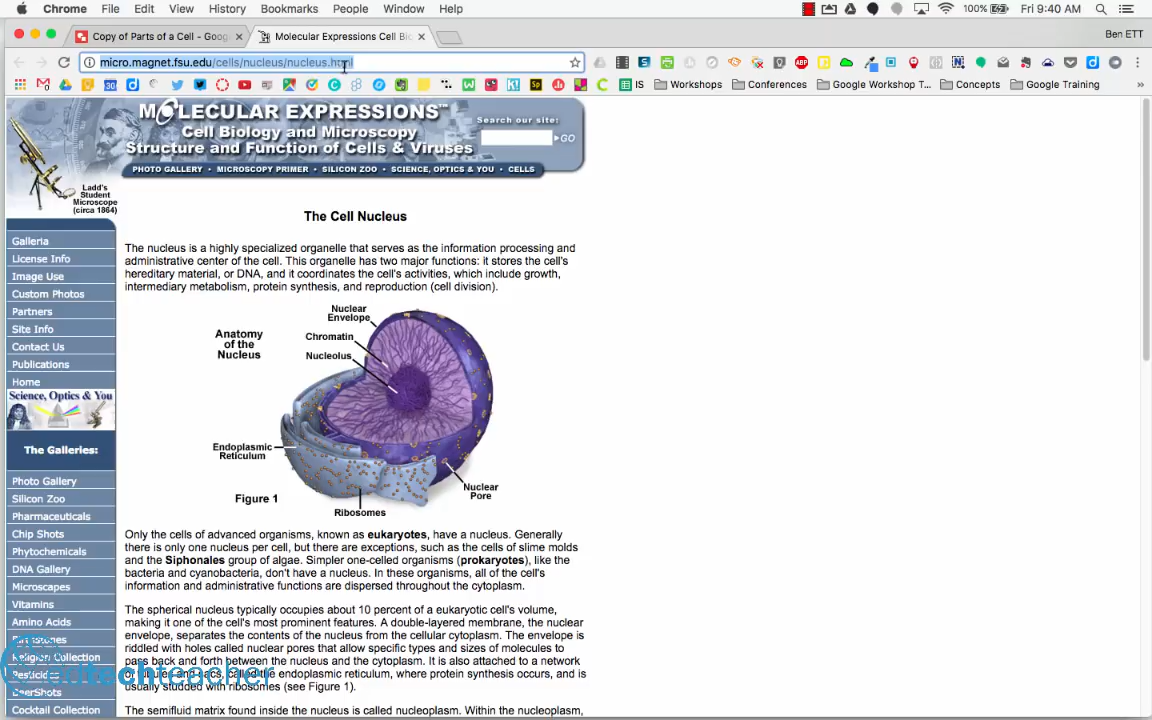 Chrome File Edit View History Bookmarks People Window Help
100% Fri 9:40 AM
Copy of Parts of a Cell - Goog
Molecular Expressions Cell Bio
Ben ETT
micro.magnet.fsu.edu/cells/nucleus/nucleus.html
IS Workshops Conferences Google Workshop T... Concepts Google Training »
MOLECULAR EXPRESSIONS™
Cell Biology and Microscopy
Structure and Function of Cells & Viruses
Search our site:
GO
PHOTO GALLERY • MICROSCOPY PRIMER • SILICON ZOO • SCIENCE, OPTICS & YOU • CELLS
Ladd's
Student
Microscope
(circa 1864)
Galleria
License Info
Image Use
Custom Photos
Partners
Site Info
Contact Us
Publications
Home
Science, Optics & You
The Galleries:
Photo Gallery
Silicon Zoo
Pharmaceuticals
Chip Shots
Phytochemicals
DNA Gallery
Microscopes
Vitamins
Amino Acids
Religion Collection
Pesticides
BeerShots
Cocktail Collection
The Cell Nucleus
The nucleus is a highly specialized organelle that serves as the information processing and
administrative center of the cell. This organelle has two major functions: it stores the cell's
hereditary material, or DNA, and it coordinates the cell's activities, which include growth,
intermediary metabolism, protein synthesis, and reproduction (cell division).
Anatomy
of the
Nucleus
Nuclear
Envelope
Chromatin
Nucleolus
Endoplasmic
Reticulum
Nuclear
Pore
Figure 1
Ribosomes
Only the cells of advanced organisms, known as eukaryotes, have a nucleus. Generally
there is only one nucleus per cell, but there are exceptions, such as the cells of slime molds
and the Siphonales group of algae. Simpler one-celled organisms (prokaryotes), like the
bacteria and cyanobacteria, don't have a nucleus. In these organisms, all of the cell's
information and administrative functions are dispersed throughout the cytoplasm.
The spherical nucleus typically occupies about 10 percent of a eukaryotic cell's volume,
making it one of the cell's most prominent features. A double-layered membrane, the nuclear
envelope, separates the contents of the nucleus from the cellular cytoplasm. The envelope is
riddled with holes called nuclear pores that allow specific types and sizes of molecules to
pass back and forth between the nucleus and the cytoplasm. It is also attached to a network
of tubules and sacs, called the endoplasmic reticulum, where protein synthesis occurs, and is
usually studded with ribosomes (see Figure 1).
The semifluid matrix found inside the nucleus is called nucleoplasm. Within the nucleoplasm,
edtechteacher